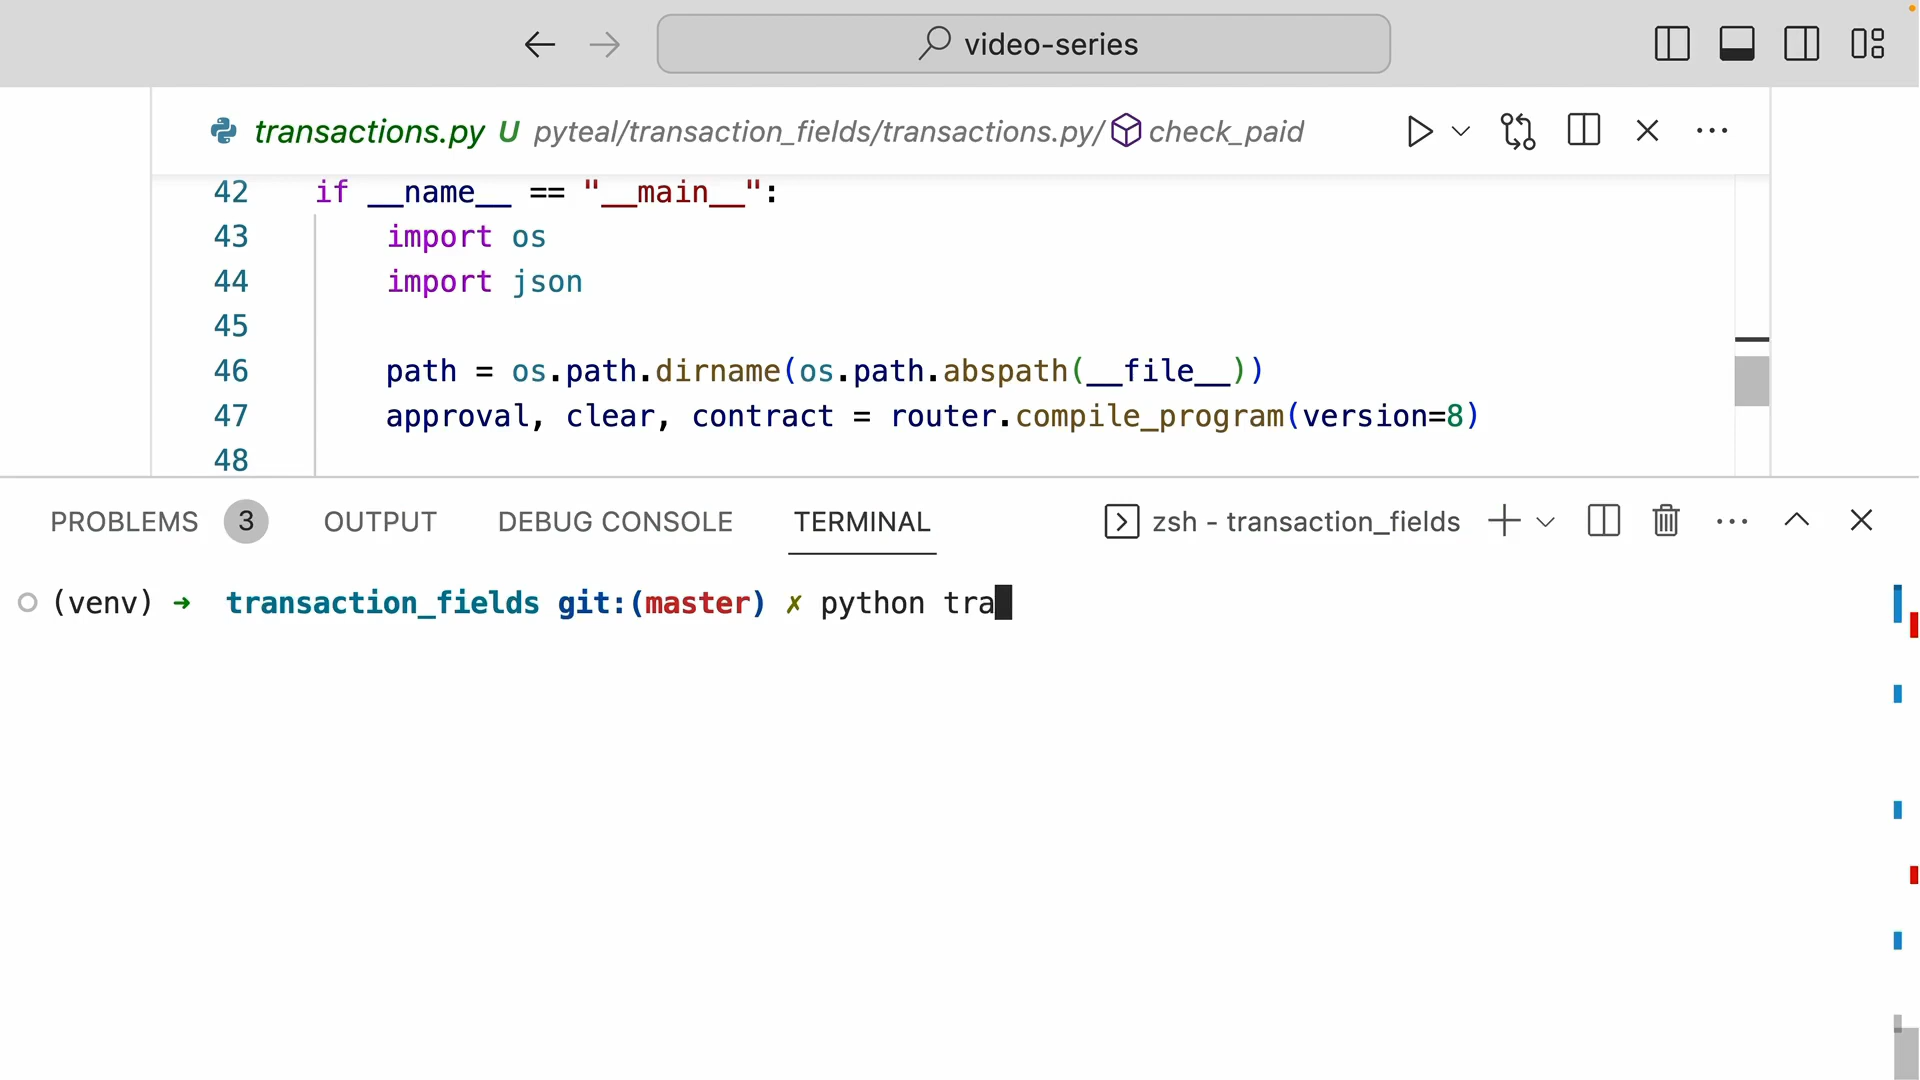 video-series
transactions.py U pyteal/transaction_fields/transactions.py/ check_paid
42 if __name__ == "__main__":
43 import os
44 import json
45
46 path = os.path.dirname(os.path.abspath(__file__))
47 approval, clear, contract = router.compile_program(version=8)
48
PROBLEMS 3 OUTPUT DEBUG CONSOLE TERMINAL zsh - transaction_fields
(venv) ➜ transaction_fields git:(master) ✗ python tra